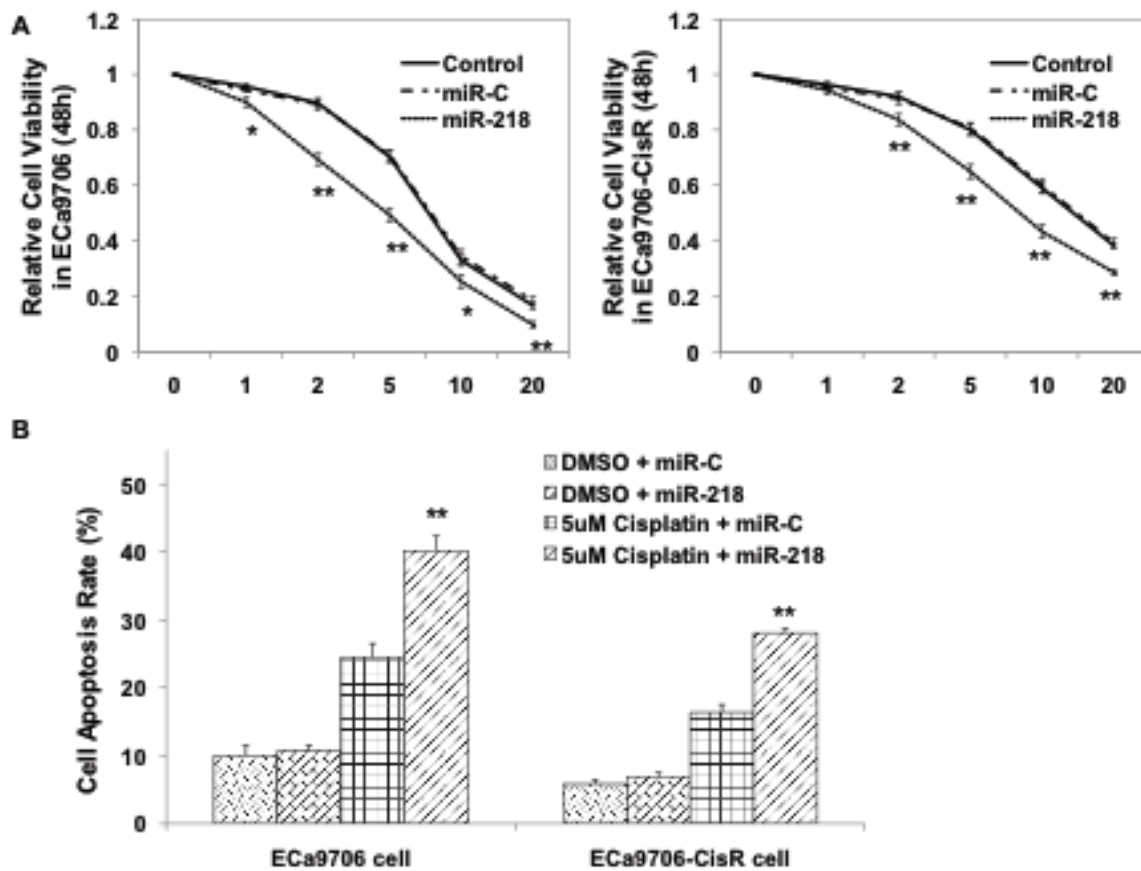 A
Relative Cell Viability
in ECa9706 (48h)
1.2
1
0.8
0.6
0.4
0.2
0
Control
miR-C
miR-218
*
**
**
*
**
0 1 2 5 10 20
Relative Cell Viability
in ECa9706-CisR (48h)
1.2
1
0.8
0.6
0.4
0.2
0
Control
miR-C
miR-218
**
**
**
**
0 1 2 5 10 20
B
Cell Apoptosis Rate (%)
50
40
30
20
10
0
DMSO + miR-C
DMSO + miR-218
5uM Cisplatin + miR-C
5uM Cisplatin + miR-218
**
**
ECa9706 cell
ECa9706-CisR cell